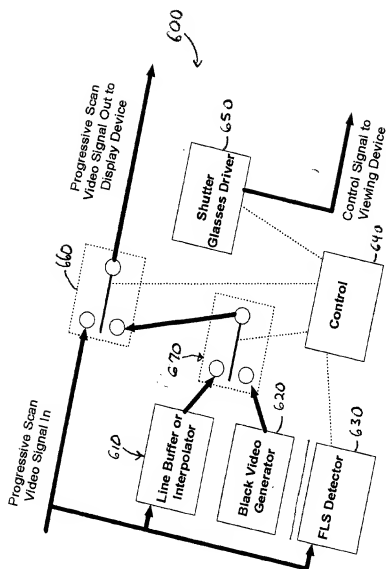 Progressive Scan
Video Signal In
660
Progressive Scan
Video Signal Out to
Display Device
600
610
Line Buffer or
Interpolator
670
Shutter
Glasses Driver
650
Black Video
Generator
620
Control Signal to
Viewing Device
FLS Detector
630
Control
640